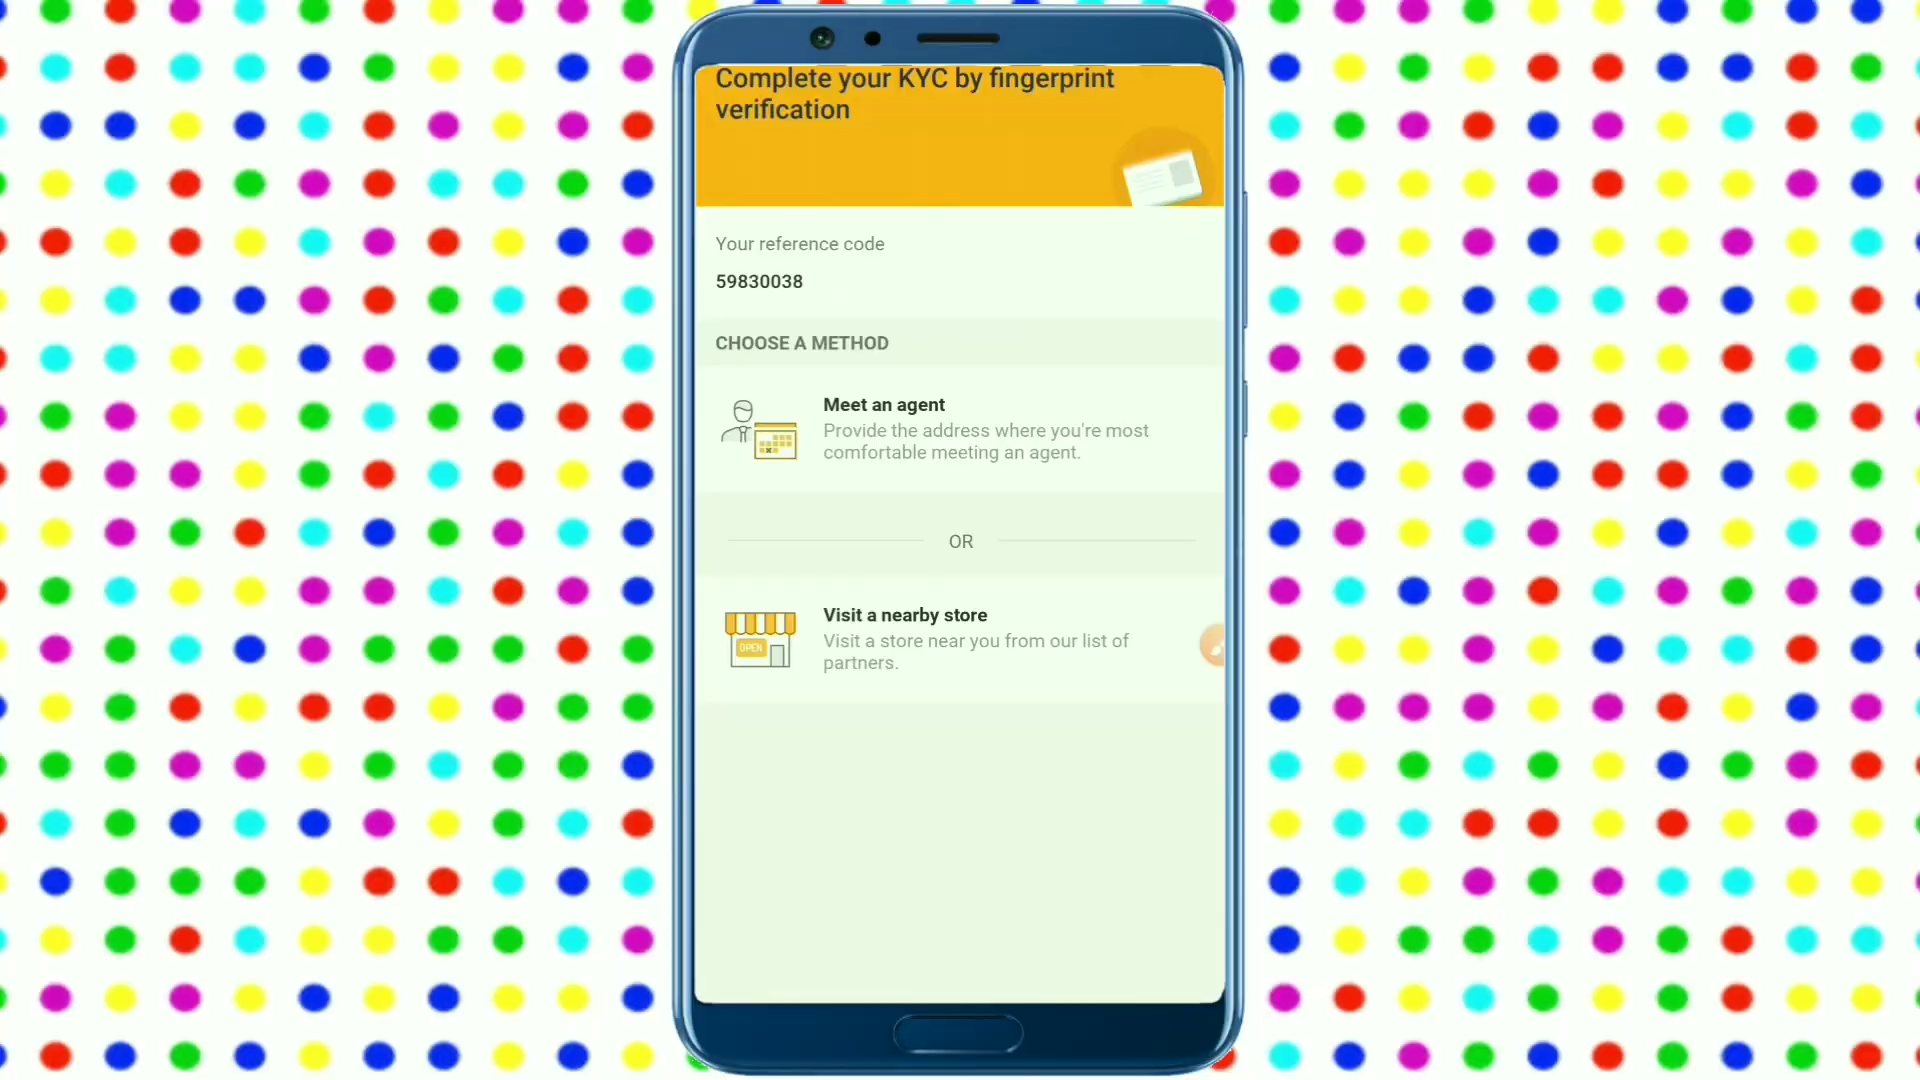 Complete your KYC by fingerprint
verification
Your reference code
59830038
CHOOSE A METHOD
Meet an agent
Provide the address where you're most
comfortable meeting an agent.
OR
Visit a nearby store
OPEN
Visit a store near you from our list of
partners.